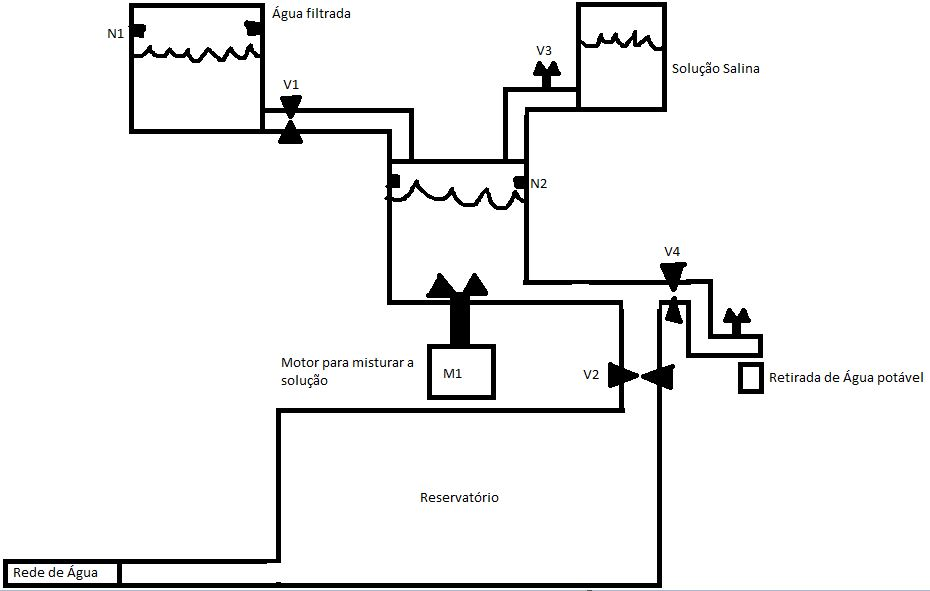 Água filtrada
N1
V1
V3
Solução Salina
N2
V4
Motor para misturar a
solução
M1
V2
Retirada de Água potável
Reservatório
Rede de Água